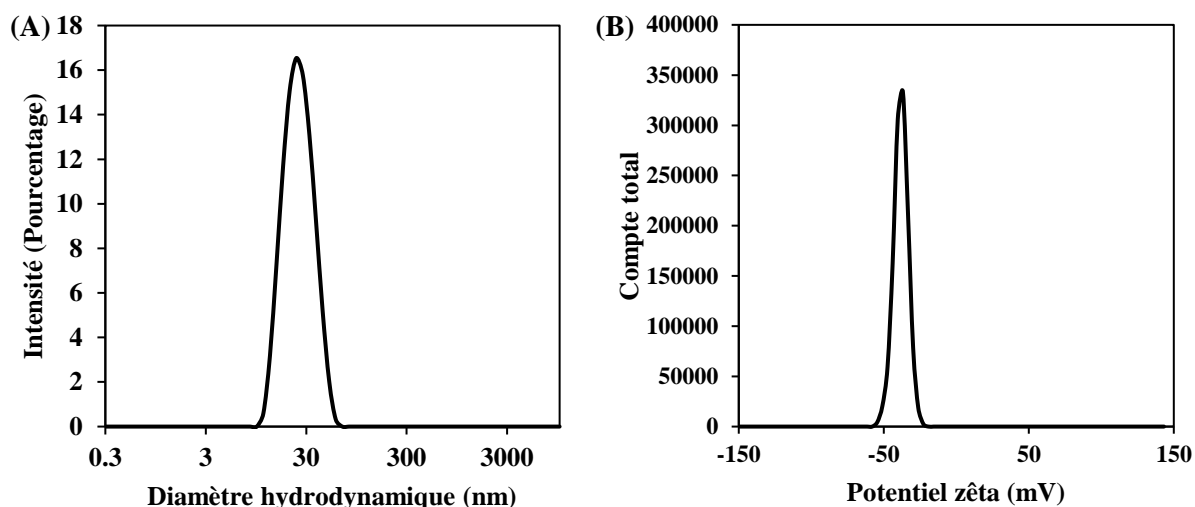 (A)
Intensité (Pourcentage)
18
16
14
12
10
8
6
4
2
0
0.3 3 30 300 3000
Diamètre hydrodynamique (nm)
(B)
Compte total
400000
350000
300000
250000
200000
150000
100000
50000
0
-150 -50 50 150
Potentiel zêta (mV)